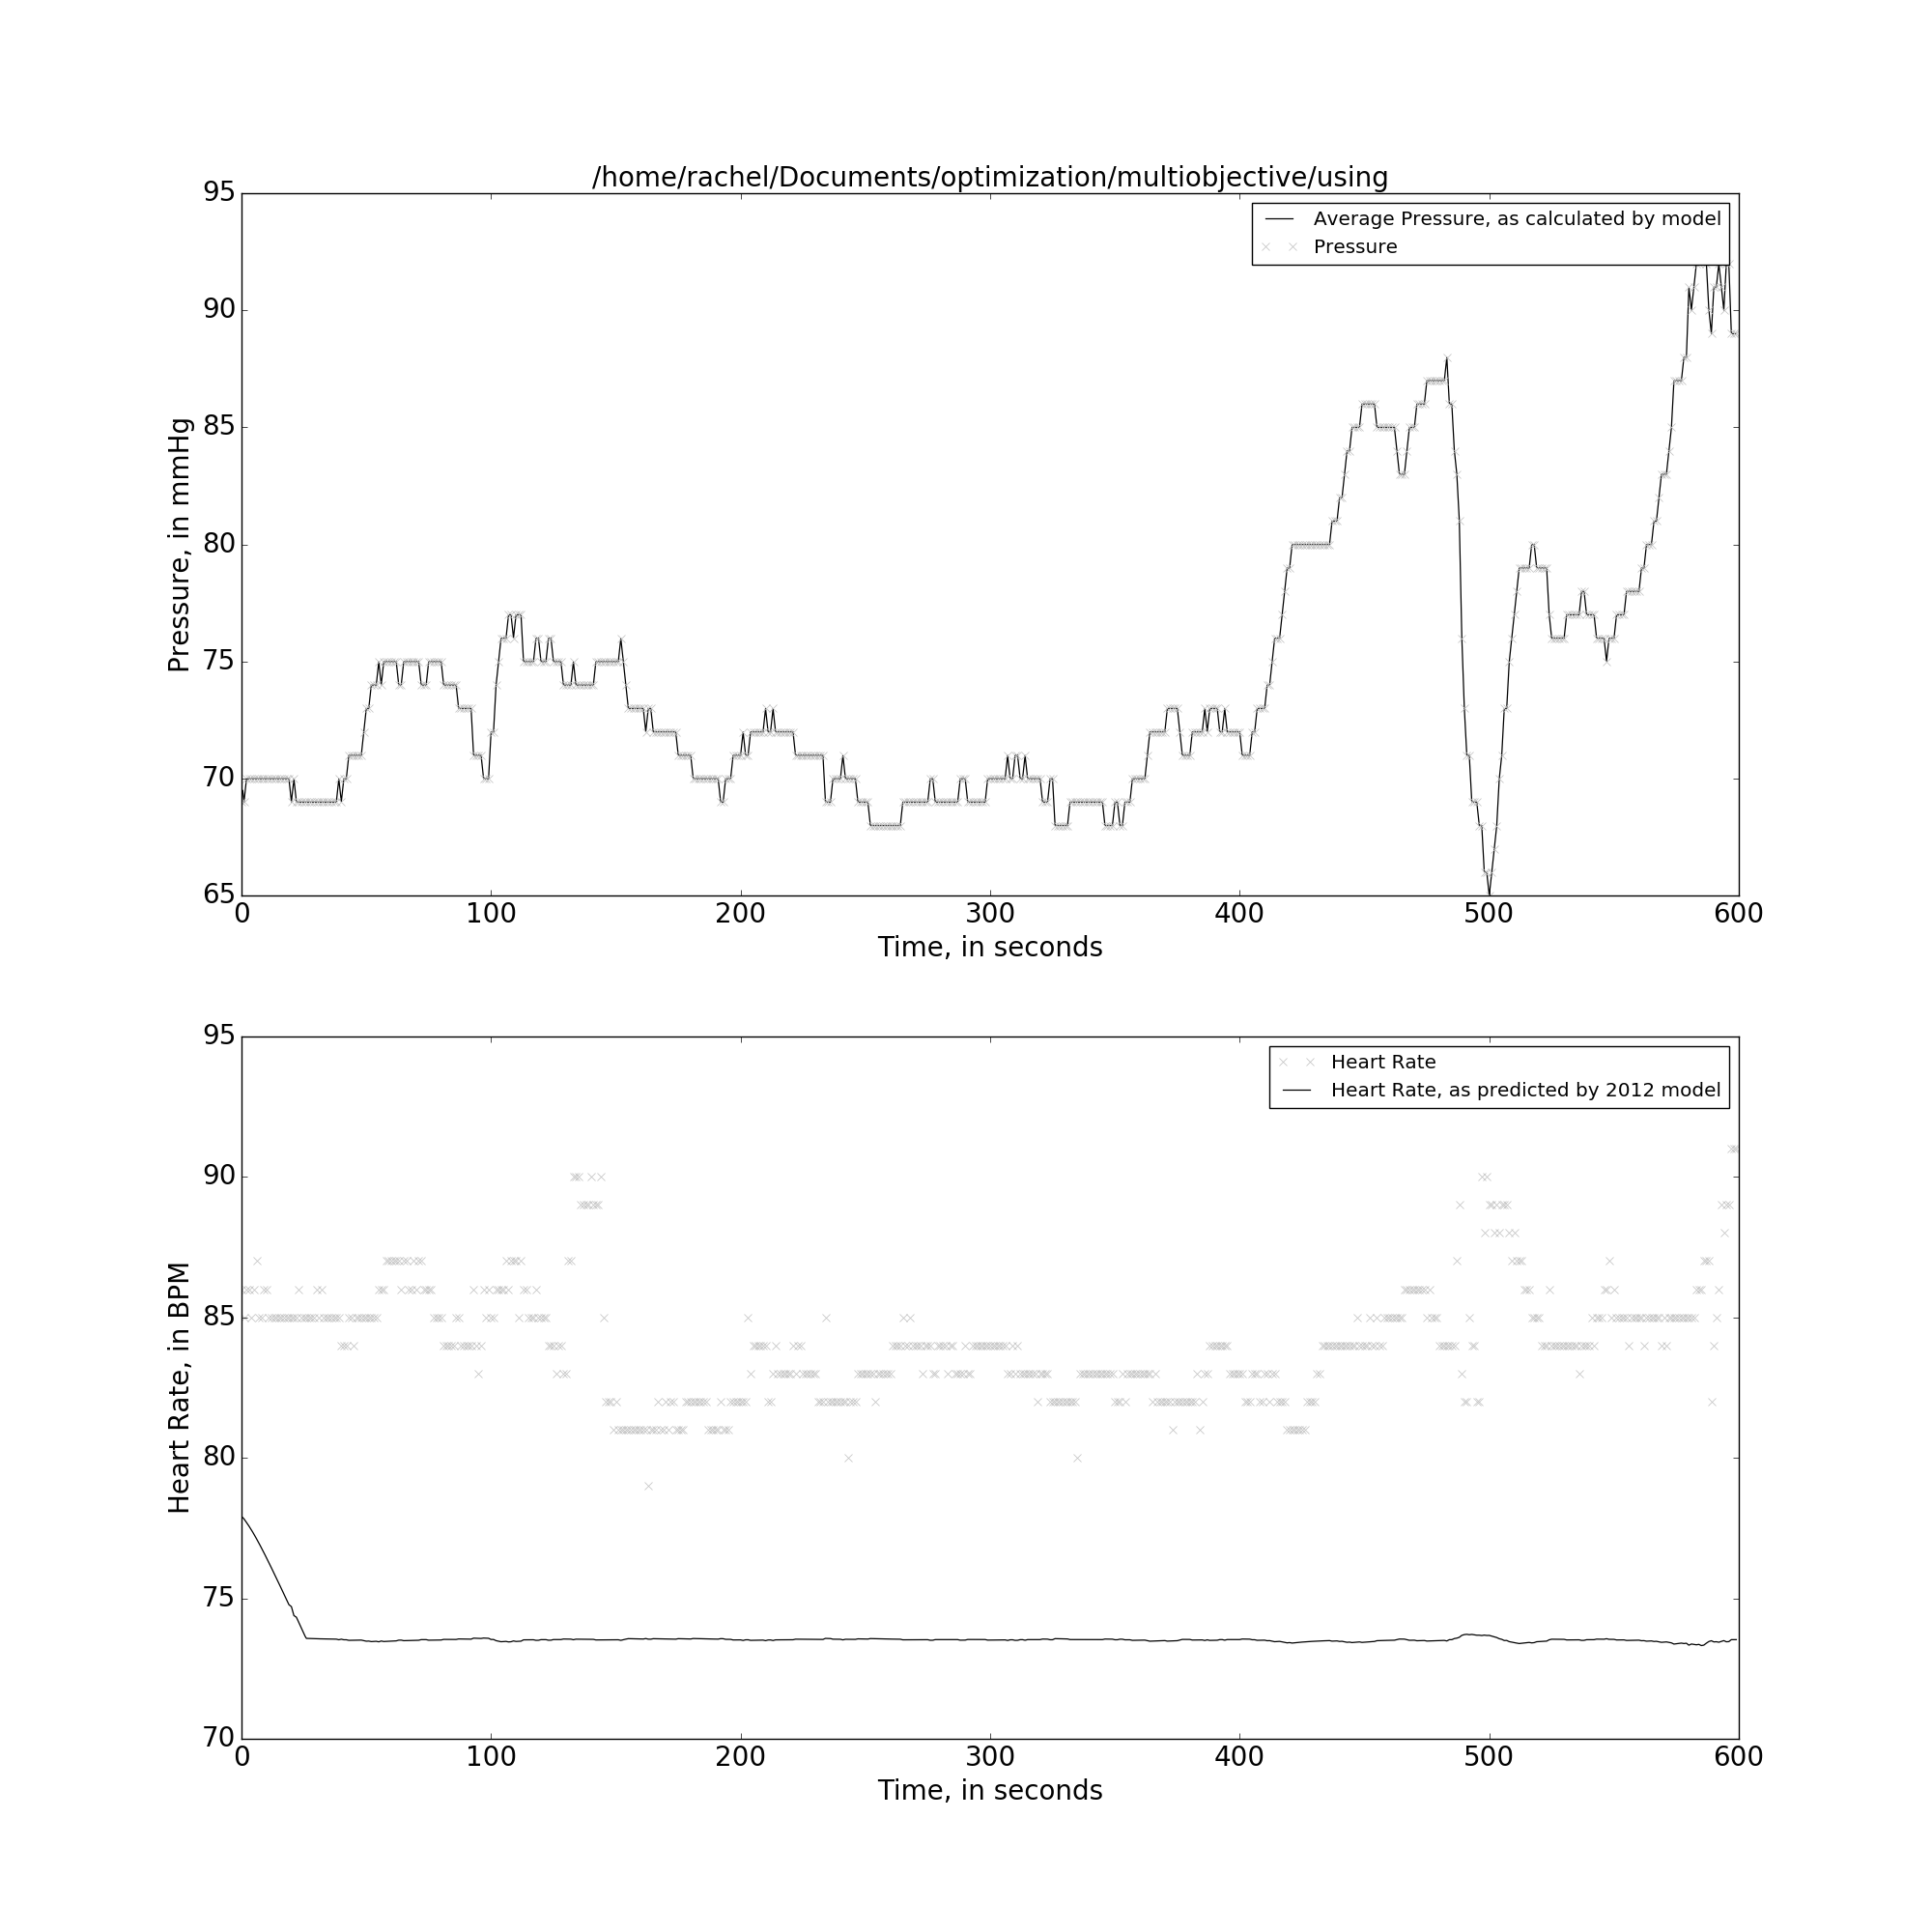 /home/rachel/Documents/optimization/multiobjective/using
95
Average Pressure, as calculated by model
Pressure
90
85
80
75
70
65
Pressure, in mmHg
0 100 200 300 400 500 600
Time, in seconds
95
Heart Rate
Heart Rate, as predicted by 2012 model
90
85
80
75
70
Heart Rate, in BPM
0 100 200 300 400 500 600
Time, in seconds